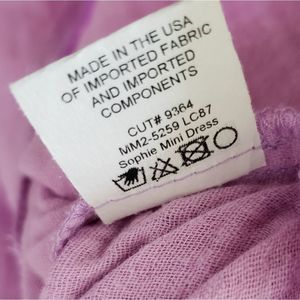 MADE IN THE USA
OF IMPORTED FABRIC
AND IMPORTED
COMPONENTS
CUT# 9364
MM2-5259 LC87
Sophie Mini Dress